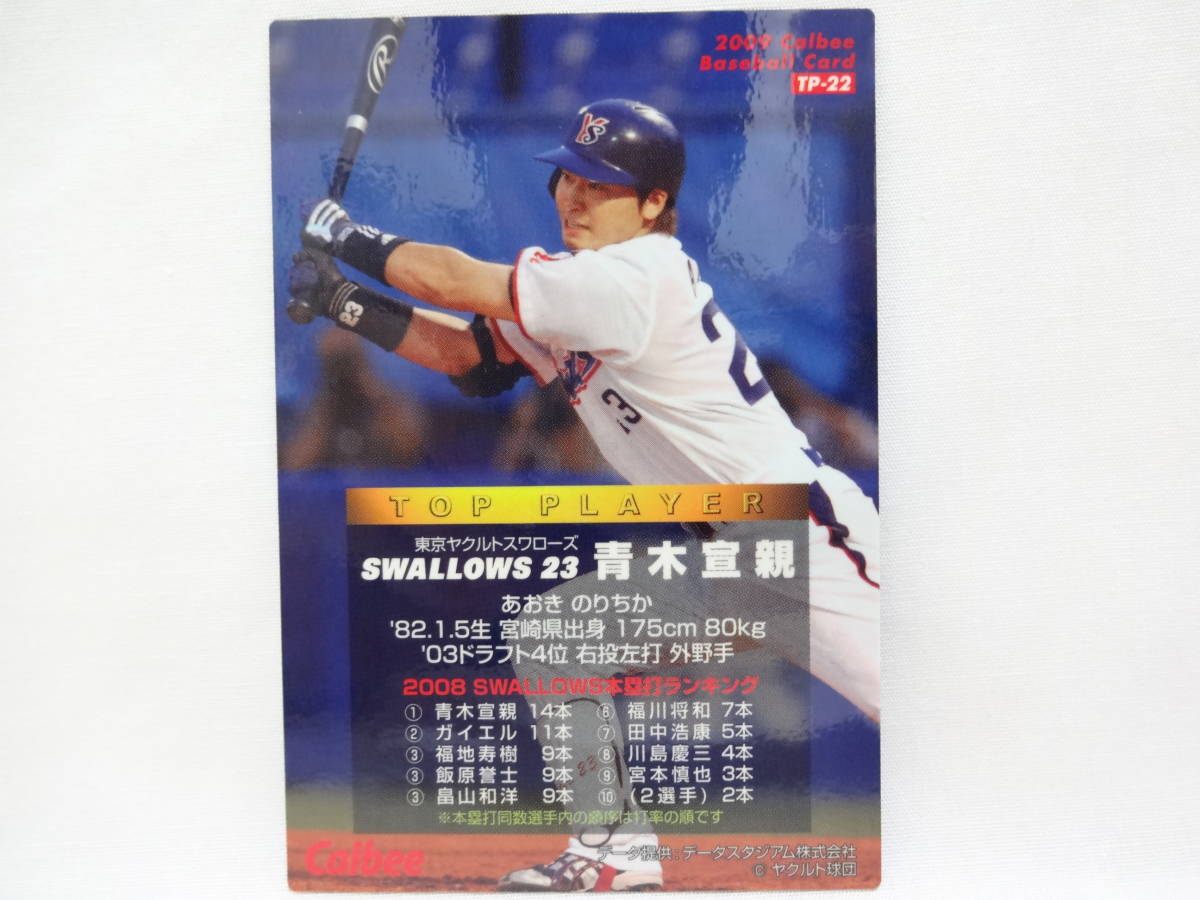 2009 Calbee
Baseball Card
TP-22
R
Ys
23
2
3
TOP PLAYER
東京ヤクルトスワローズ
SWALLOWS 23 青木宣親
あおき のりちか
'82.1.5生 宮崎県出身 175cm 80kg
'03ドラフト4位 右投左打 外野手
2008 SWALLOWS本塁打ランキング
① 青木宣親 14本 ⑥ 福川将和 7本
② ガイエル 11本 ⑦ 田中浩康 5本
③ 福地寿樹 9本 ⑧ 川島慶三 4本
③ 飯原誉士 9本 ⑨ 宮本慎也 3本
③ 畠山和洋 9本 ⑩ (2選手) 2本
23
※本塁打同数選手内の順序は打率の順です
Calbee
データ提供:データスタジアム株式会社
© ヤクルト球団